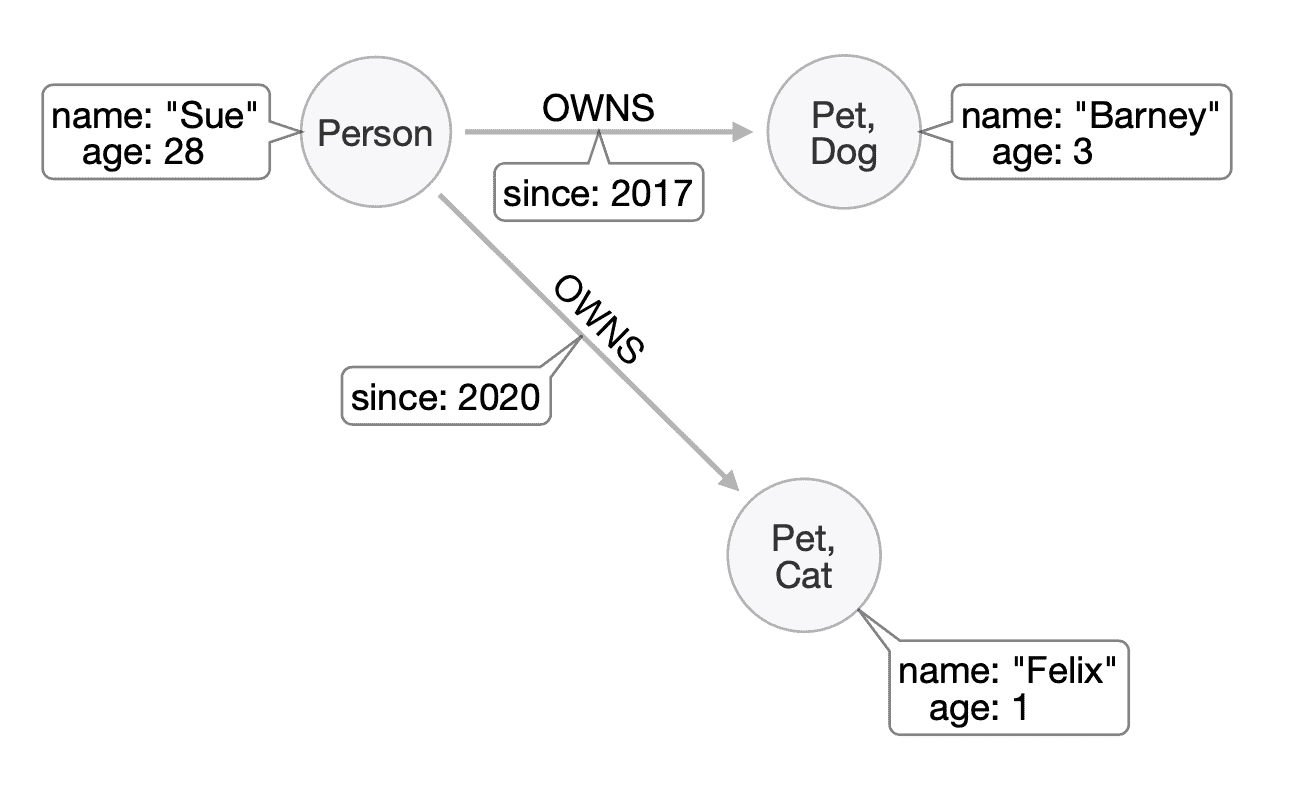 name: "Sue"
age: 28
Person
OWNS
since: 2017
Pet,
Dog
name: "Barney"
age: 3
OWNS
since: 2020
Pet,
Cat
name: "Felix"
age: 1